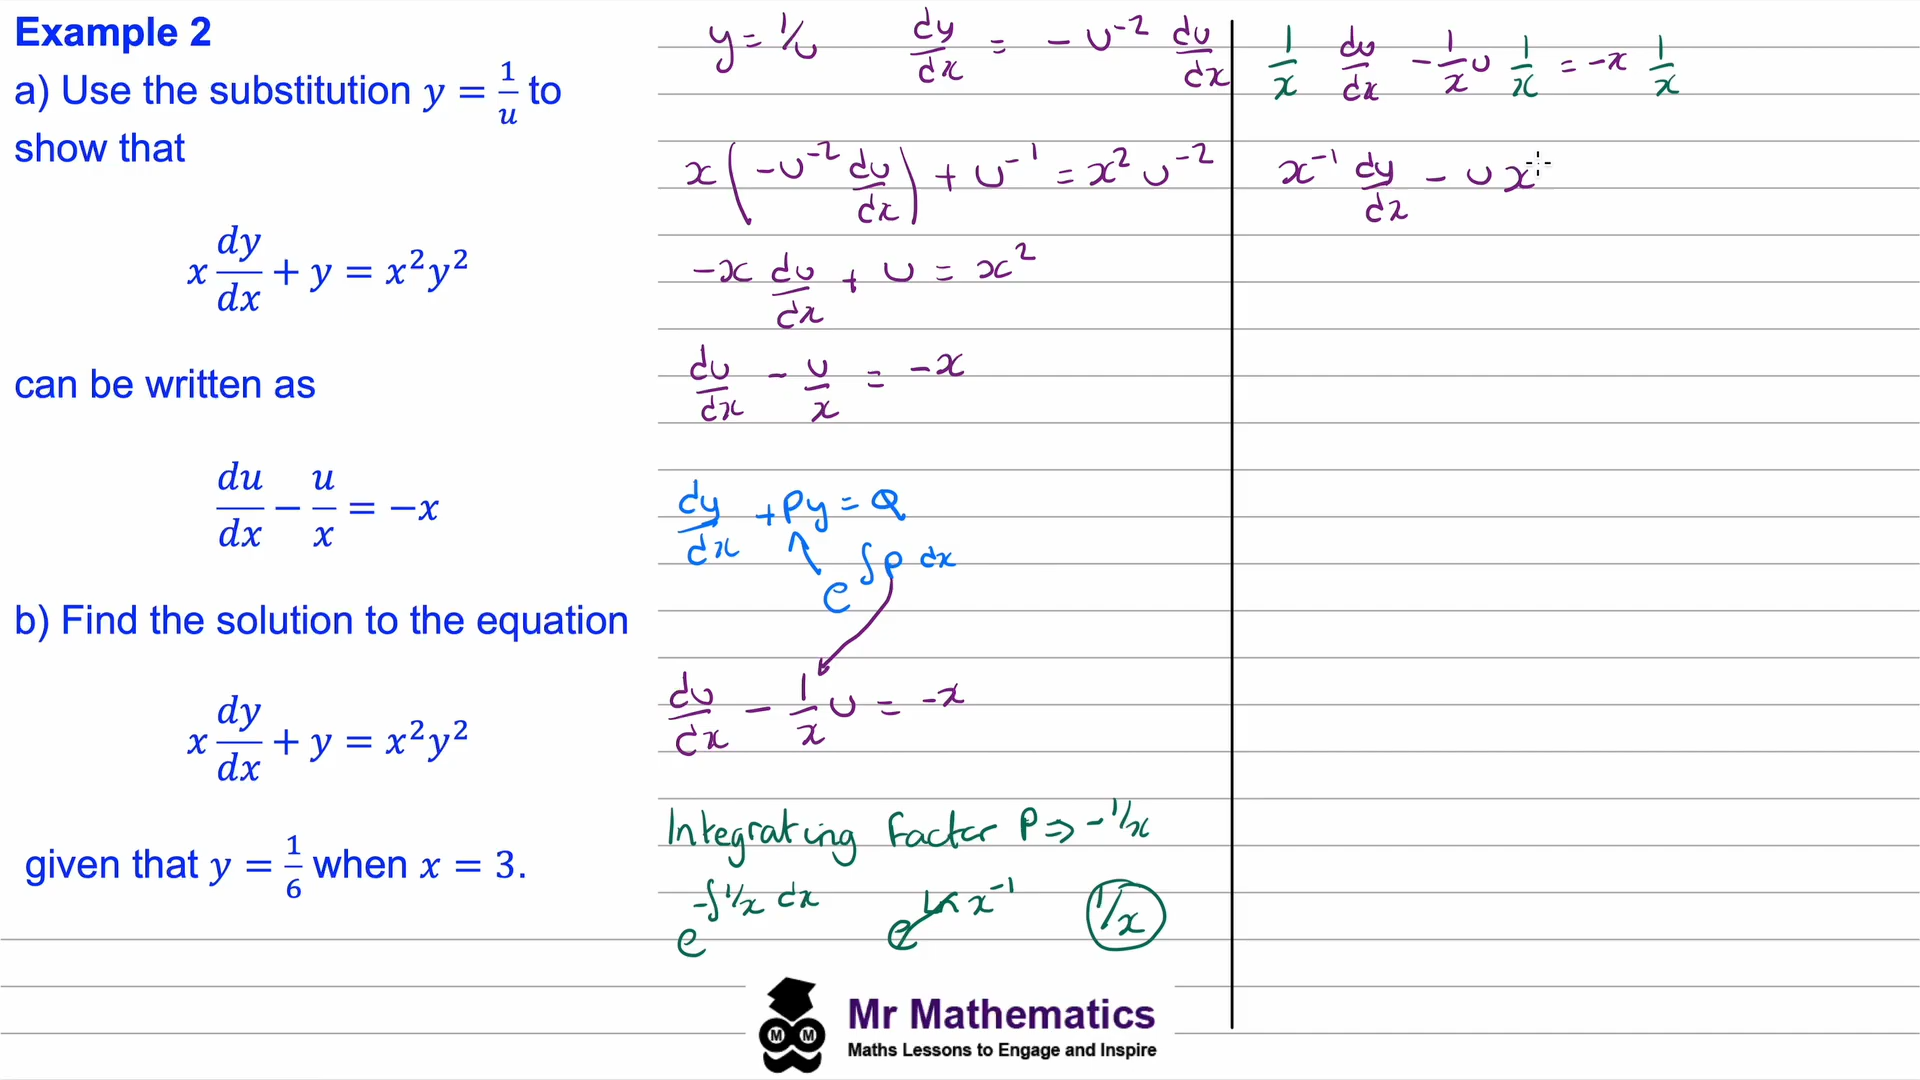 Example 2
a) Use the substitution y = 1/u to
show that
x dy/dx + y = x²y²
can be written as
du/dx − u/x = −x
b) Find the solution to the equation
x dy/dx + y = x²y²
given that y = 1/6 when x = 3.
y = 1/u dy/dx = − u⁻² du/dx
x(−u⁻² du/dx) + u⁻¹ = x² u⁻²
−x du/dx + u = x²
du/dx − u/x = −x
dy/dx + Py = Q
e^∫P dx
du/dx − 1/x u = −x
Integrating Factor P ⇒ −1/x
e^−∫1/x dx e^ln x⁻¹ 1/x
1/x du/dx − 1/x u 1/x = −x 1/x
x⁻¹ dy/dx − u x⁻
M M
Mr Mathematics
Maths Lessons to Engage and Inspire